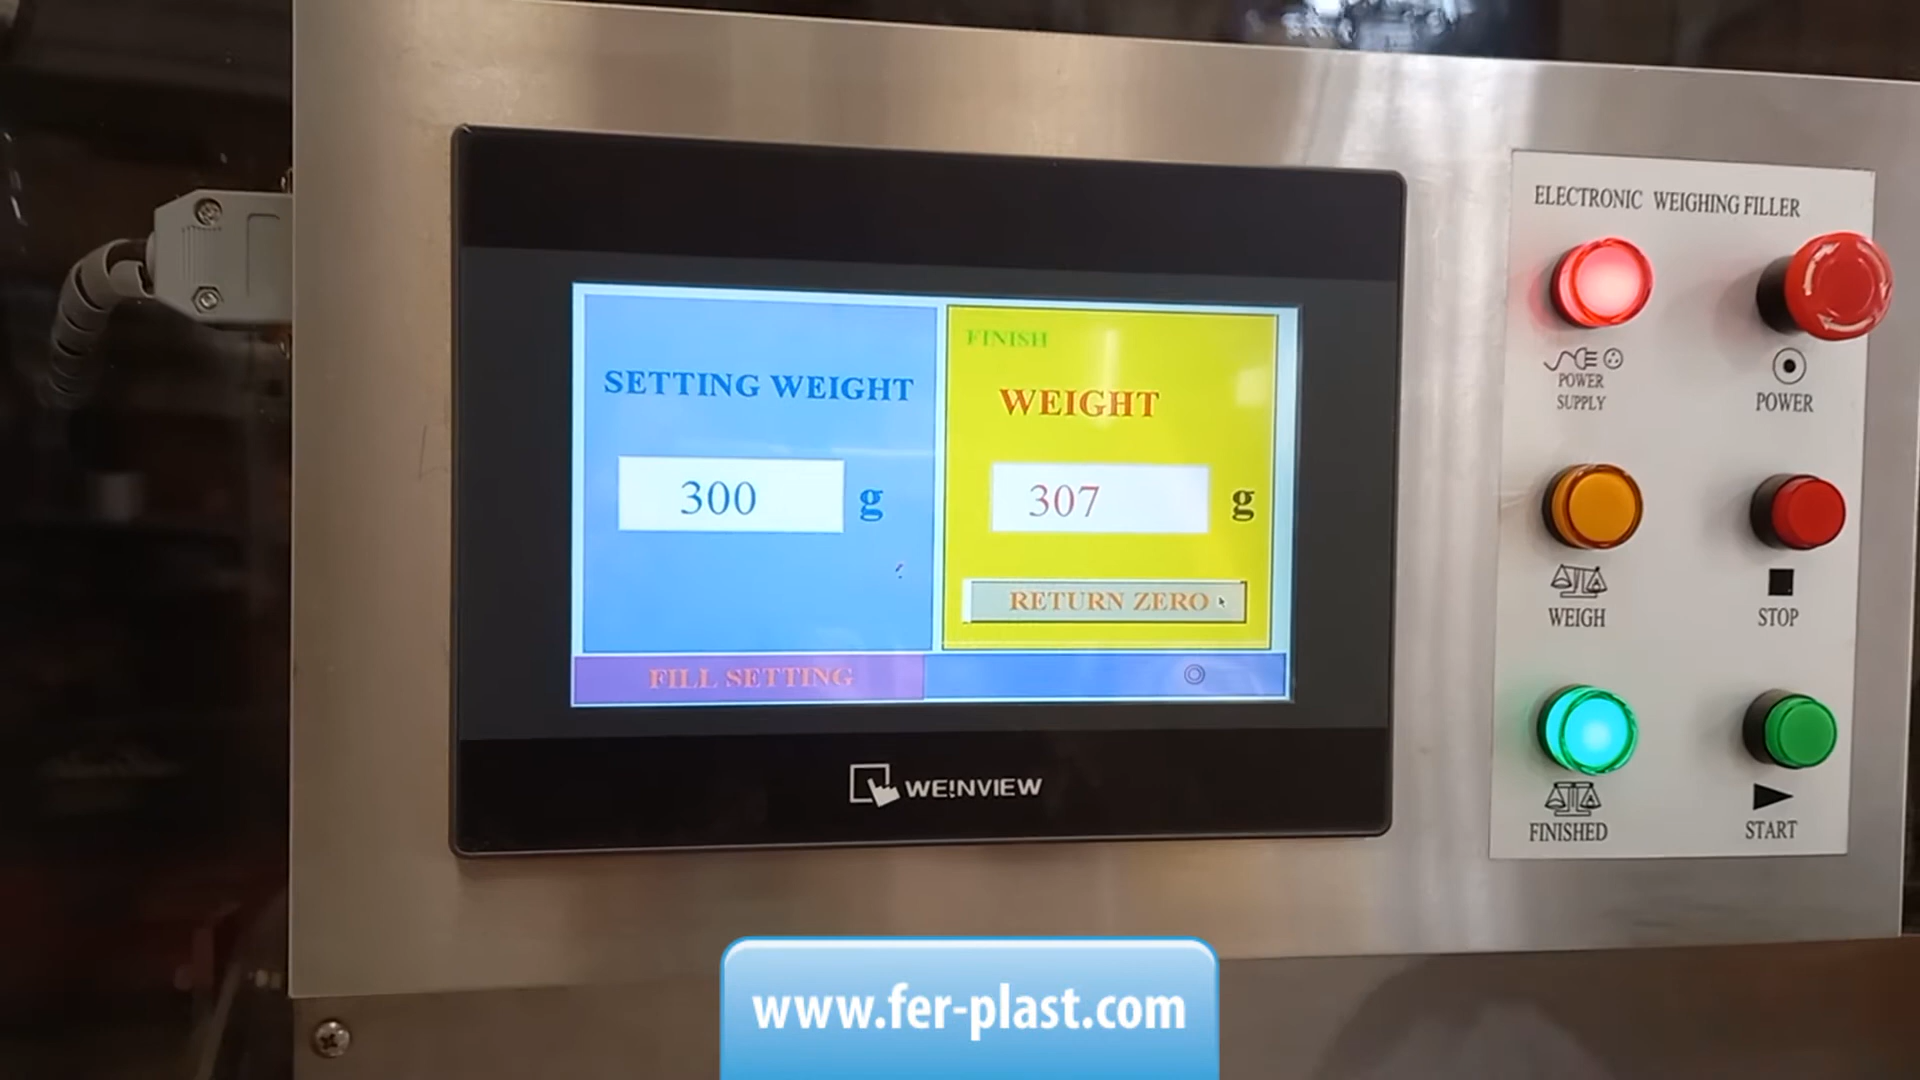 ELECTRONIC WEIGHING FILLER
FINISH
SETTING WEIGHT
WEIGHT
300 g
307 g
RETURN ZERO
FILL SETTING
WE!NVIEW
POWER
SUPPLY
POWER
WEIGH
STOP
FINISHED
START
www.fer-plast.com